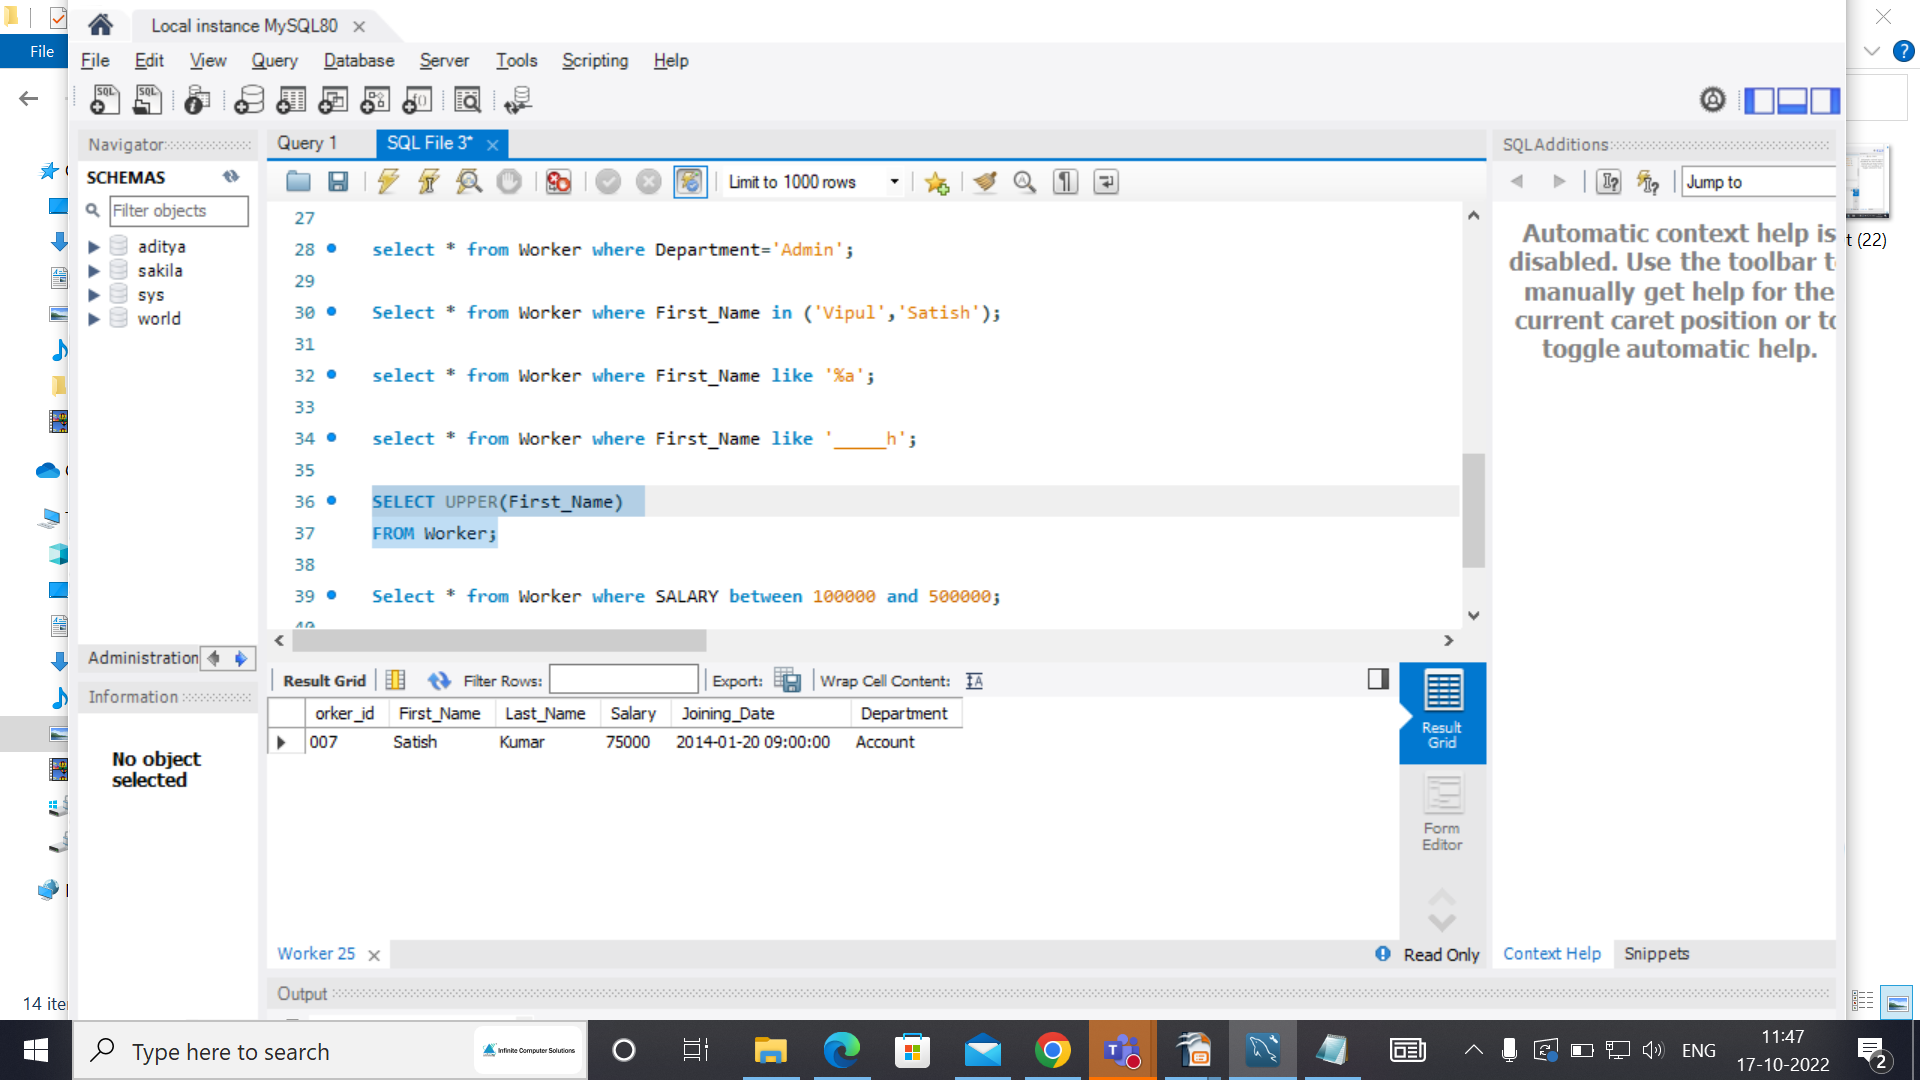 Local instance MySQL80
File
File Edit View Query Database Server Tools Scripting Help
Navigator
Query 1
SQL File 3*
SQLAdditions
SCHEMAS
Limit to 1000 rows
Jump to
Filter objects
aditya
sakila
sys
world
27
28 select * from Worker where Department='Admin';
29
30 Select * from Worker where First_Name in ('Vipul','Satish');
31
32 select * from Worker where First_Name like '%a';
33
34 select * from Worker where First_Name like '_____h';
35
36 SELECT UPPER(First_Name)
37 FROM Worker;
38
39 Select * from Worker where SALARY between 100000 and 500000;
40
Automatic context help is
disabled. Use the toolbar t
manually get help for the
current caret position or to
toggle automatic help.
t (22)
Administration
Information
No object
selected
Result Grid
Filter Rows:
Export:
Wrap Cell Content:
orker_id First_Name Last_Name Salary Joining_Date Department
007 Satish Kumar 75000 2014-01-20 09:00:00 Account
Result
Grid
Form
Editor
Worker 25
Read Only
Context Help
Snippets
Output
14 ite
Type here to search
Infinite Computer Solutions
ENG
11:47
17-10-2022
2